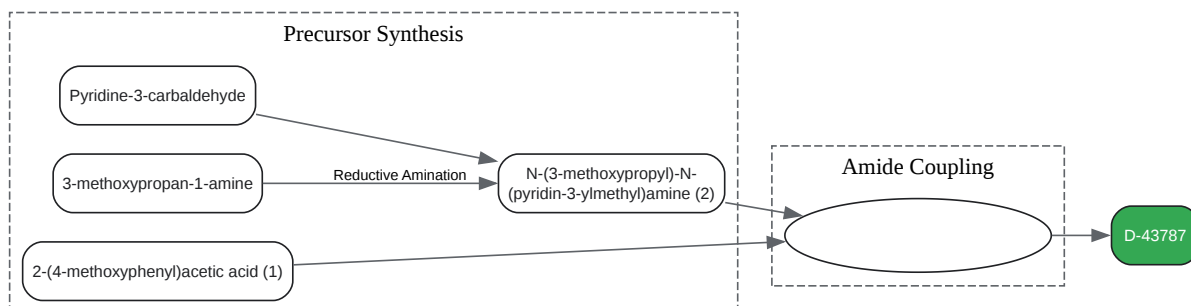 Precursor Synthesis
Pyridine-3-carbaldehyde
3-methoxypropan-1-amine
Reductive Amination
N-(3-methoxypropyl)-N-
(pyridin-3-ylmethyl)amine (2)
2-(4-methoxyphenyl)acetic acid (1)
Amide Coupling
D-43787